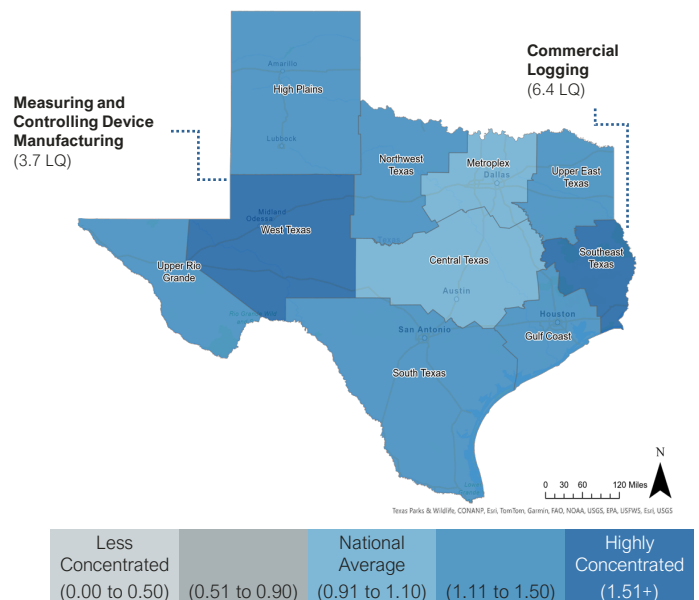 Commercial
Logging
(6.4 LQ)
Measuring and
Controlling Device
Manufacturing
(3.7 LQ)
Amarillo
High Plains
Lubbock
Northwest
Texas
Metroplex
Dallas
Upper East
Texas
Midland
Odessa
West Texas
Southeast
Texas
Upper Rio
Grande
Central Texas
Austin
Houston
Gulf Coast
San Antonio
South Texas
N
0 30 60 120 Miles
Texas Parks & Wildlife, CONANP, Esri, TomTom, Garmin, FAO, NOAA, USGS, EPA, USFWS, Esri, USGS
Less
Concentrated
(0.00 to 0.50)
(0.51 to 0.90)
National
Average
(0.91 to 1.10)
(1.11 to 1.50)
Highly
Concentrated
(1.51+)